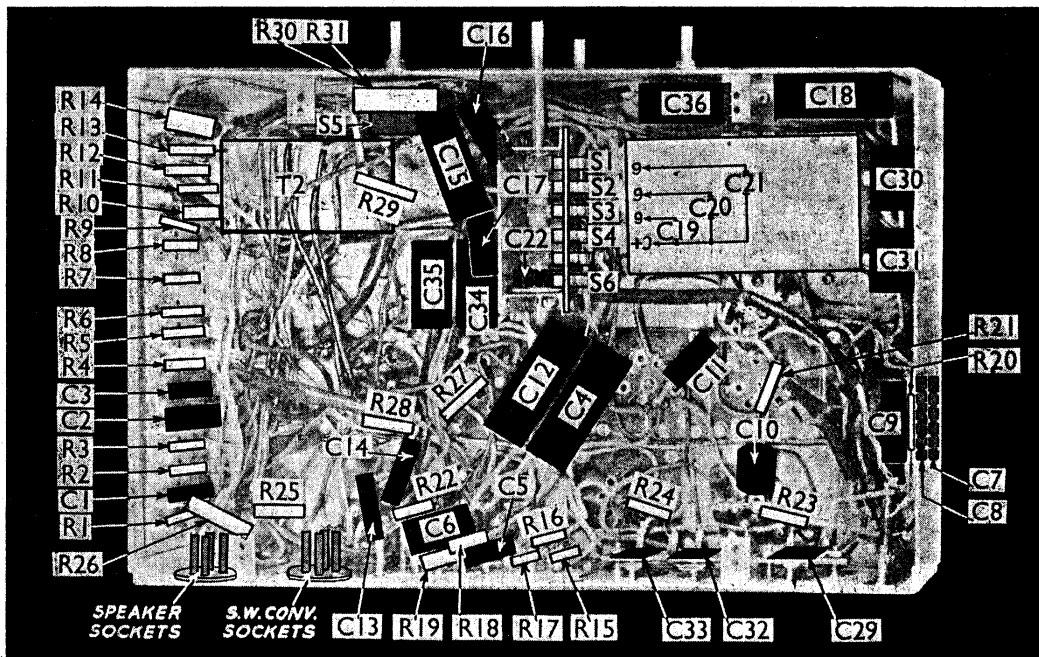 R30 R31
C16
R14
R13
R12
R11
R10
R9
R8
R7
R6
R5
R4
C3
C2
R3
R2
C1
R1
R26
S5
C15
T2
R29
C17
C22
C35
C34
S1
S2
S3
S4
S6
C36
C18
6
6
6
+C
C21
C20
C19
C30
C31
R21
R20
C9
C7
C8
C12
C4
C11
R27
R28
C14
C10
R22
C5
R25
C6
R16
R24
R23
SPEAKER
SOCKETS
S.W.CONV.
SOCKETS
C13
R19
R18
R17
R15
C33
C32
C29